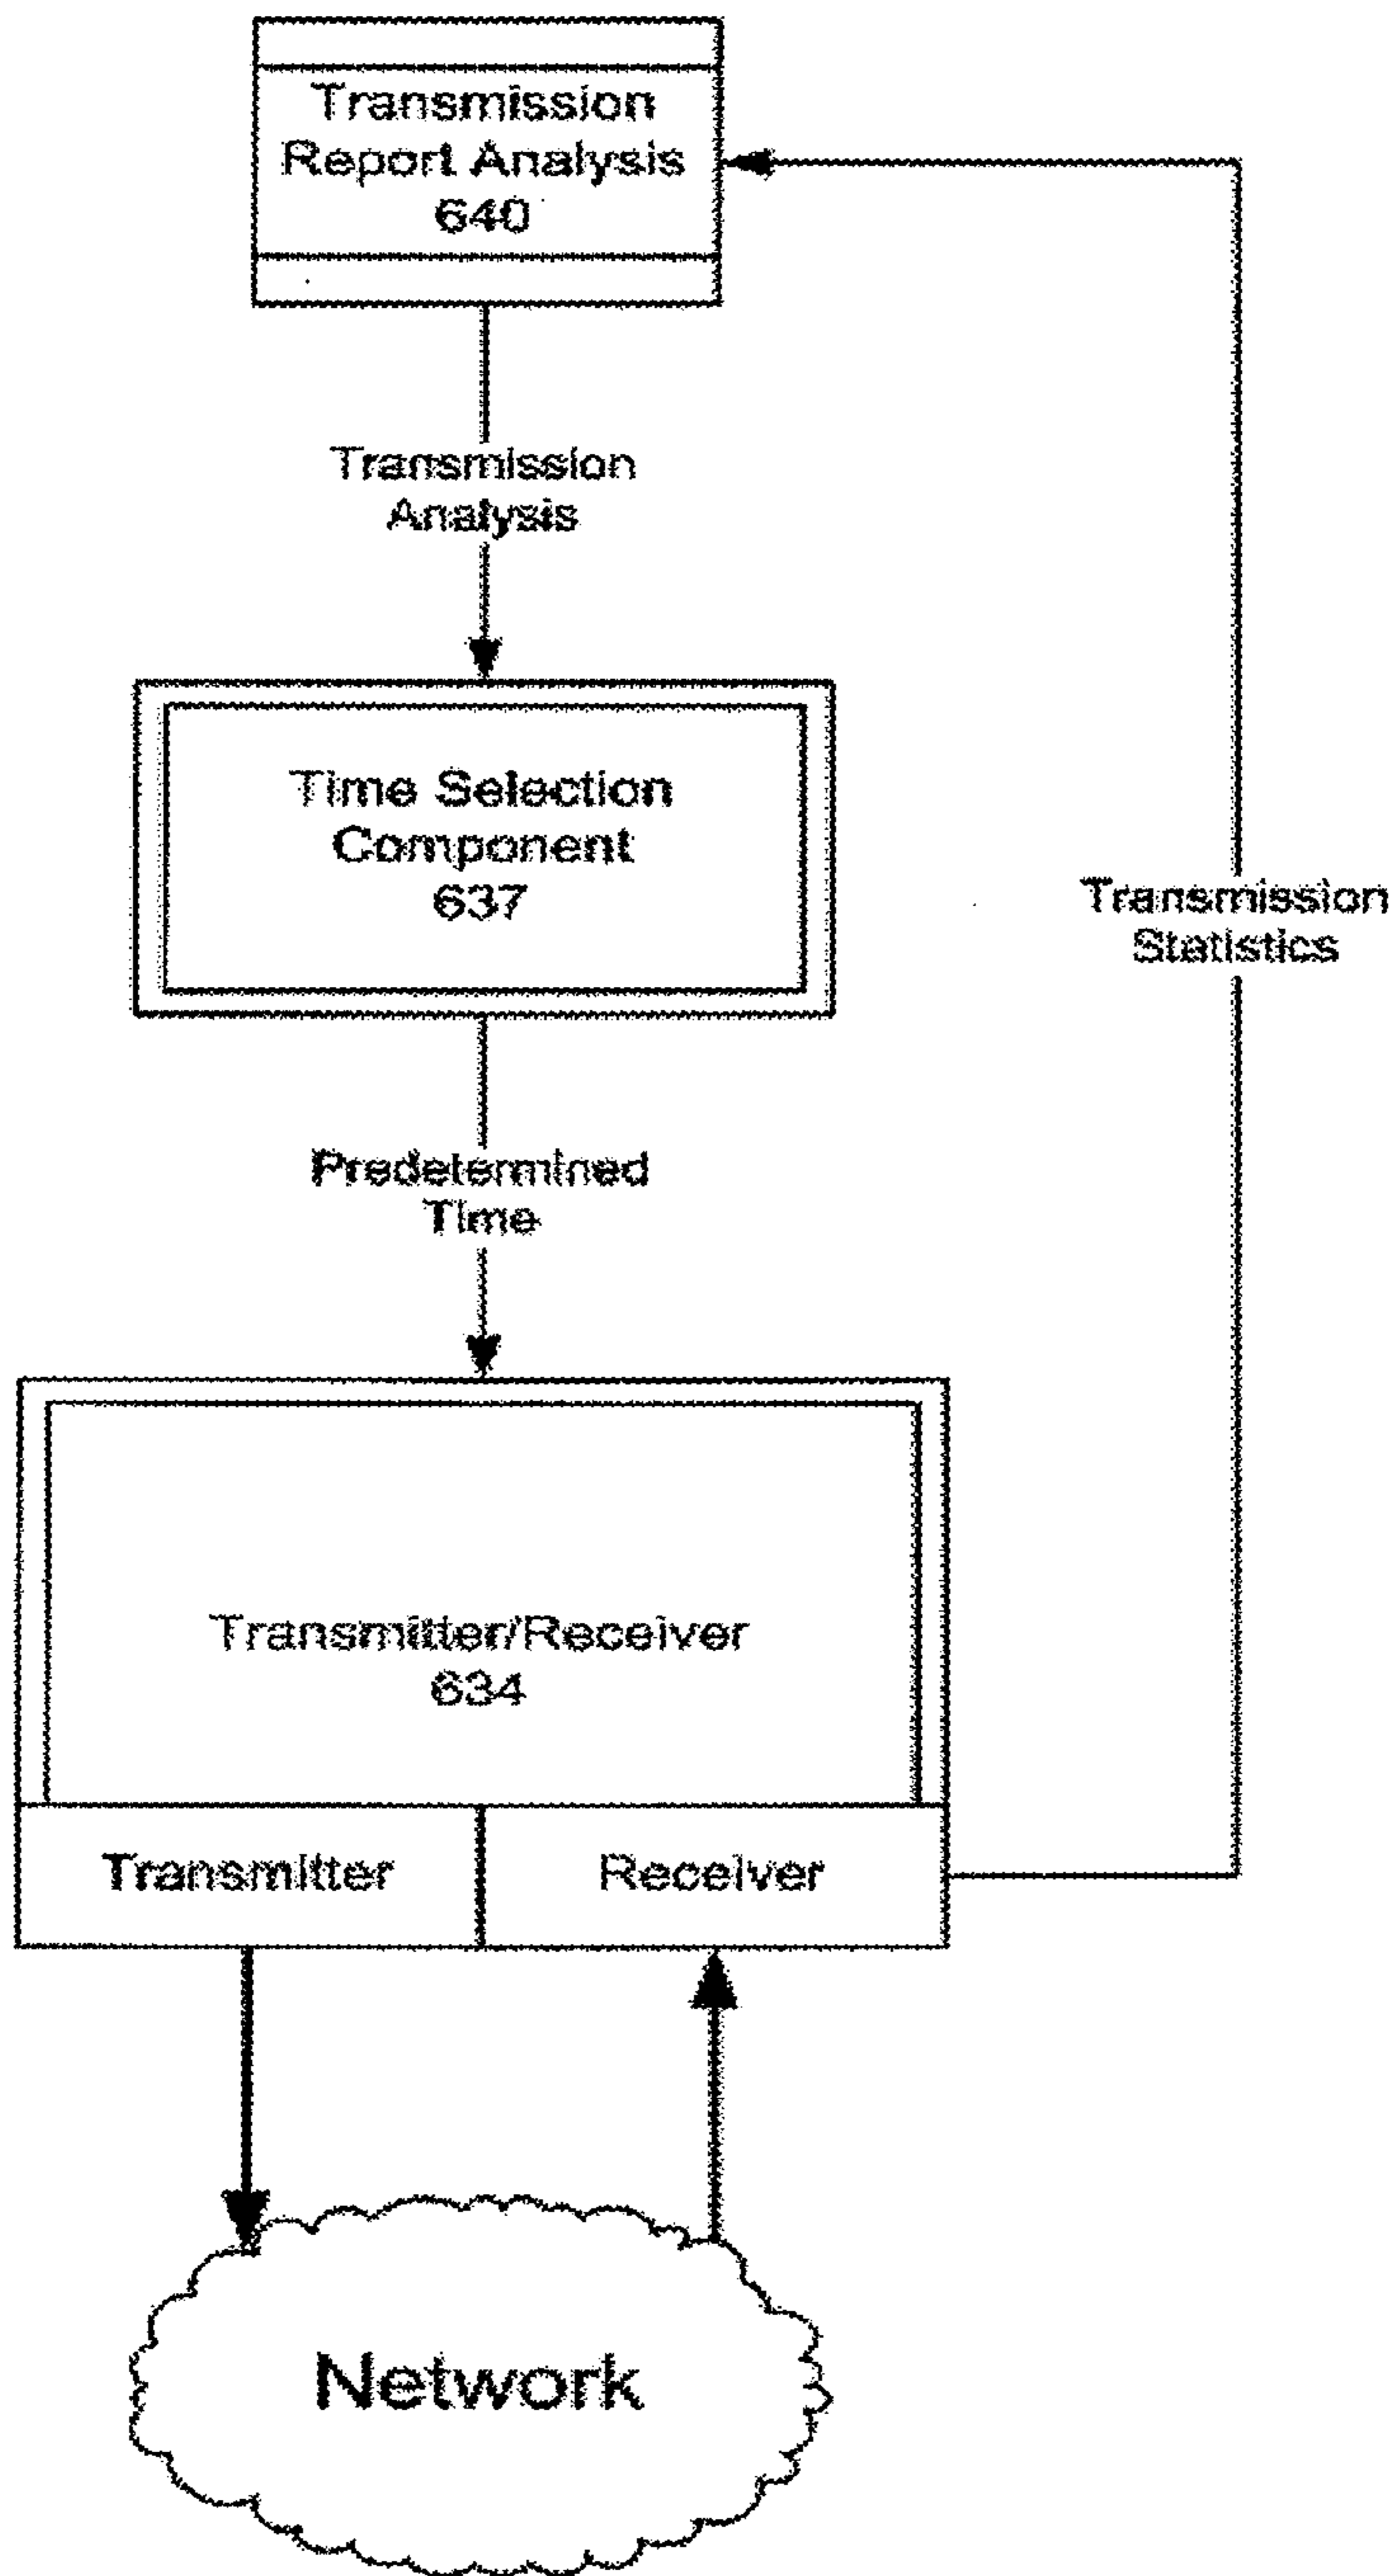 Transmission
Report Analysis
640
Transmission
Analysis
Time Selection
Component
637
Transmission
Statistics
Predetermined
Time
Transmitter/Receiver
634
Transmitter
Receiver
Network